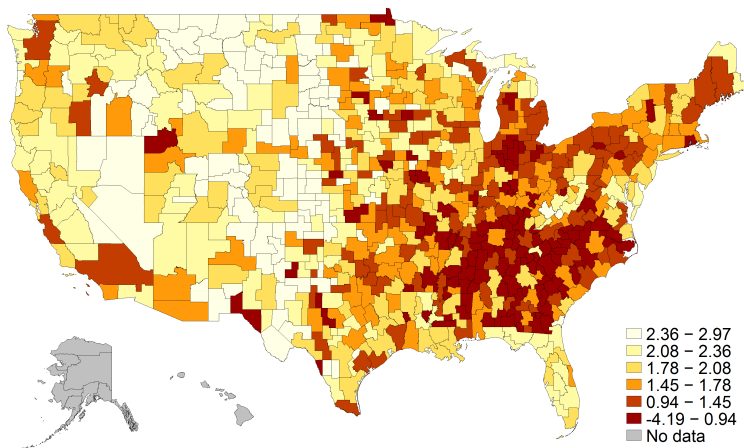 2.36 − 2.97
2.08 − 2.36
1.78 − 2.08
1.45 − 1.78
0.94 − 1.45
-4.19 − 0.94
No data